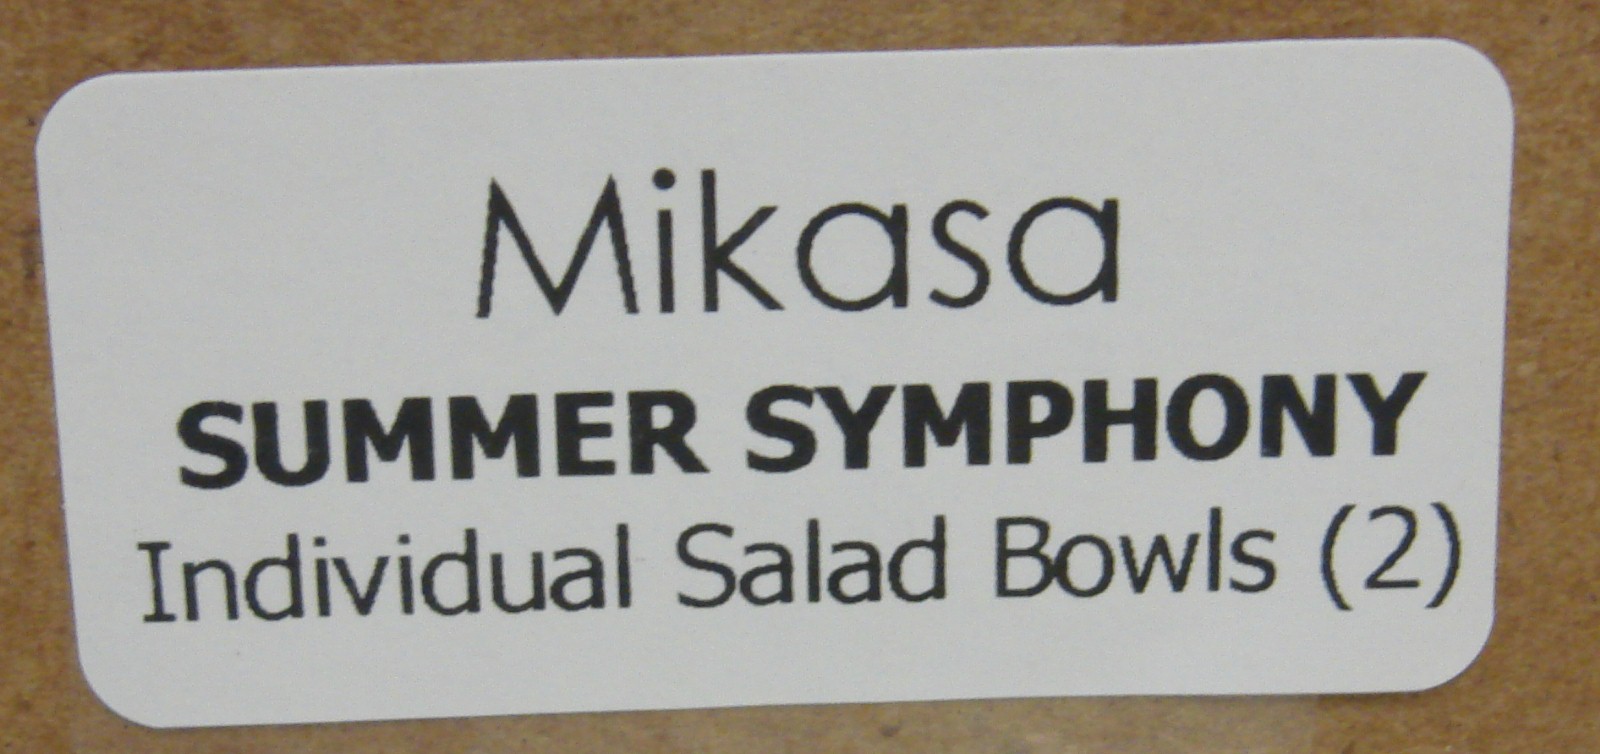 Mikasa
SUMMER SYMPHONY
Individual Salad Bowls (2)